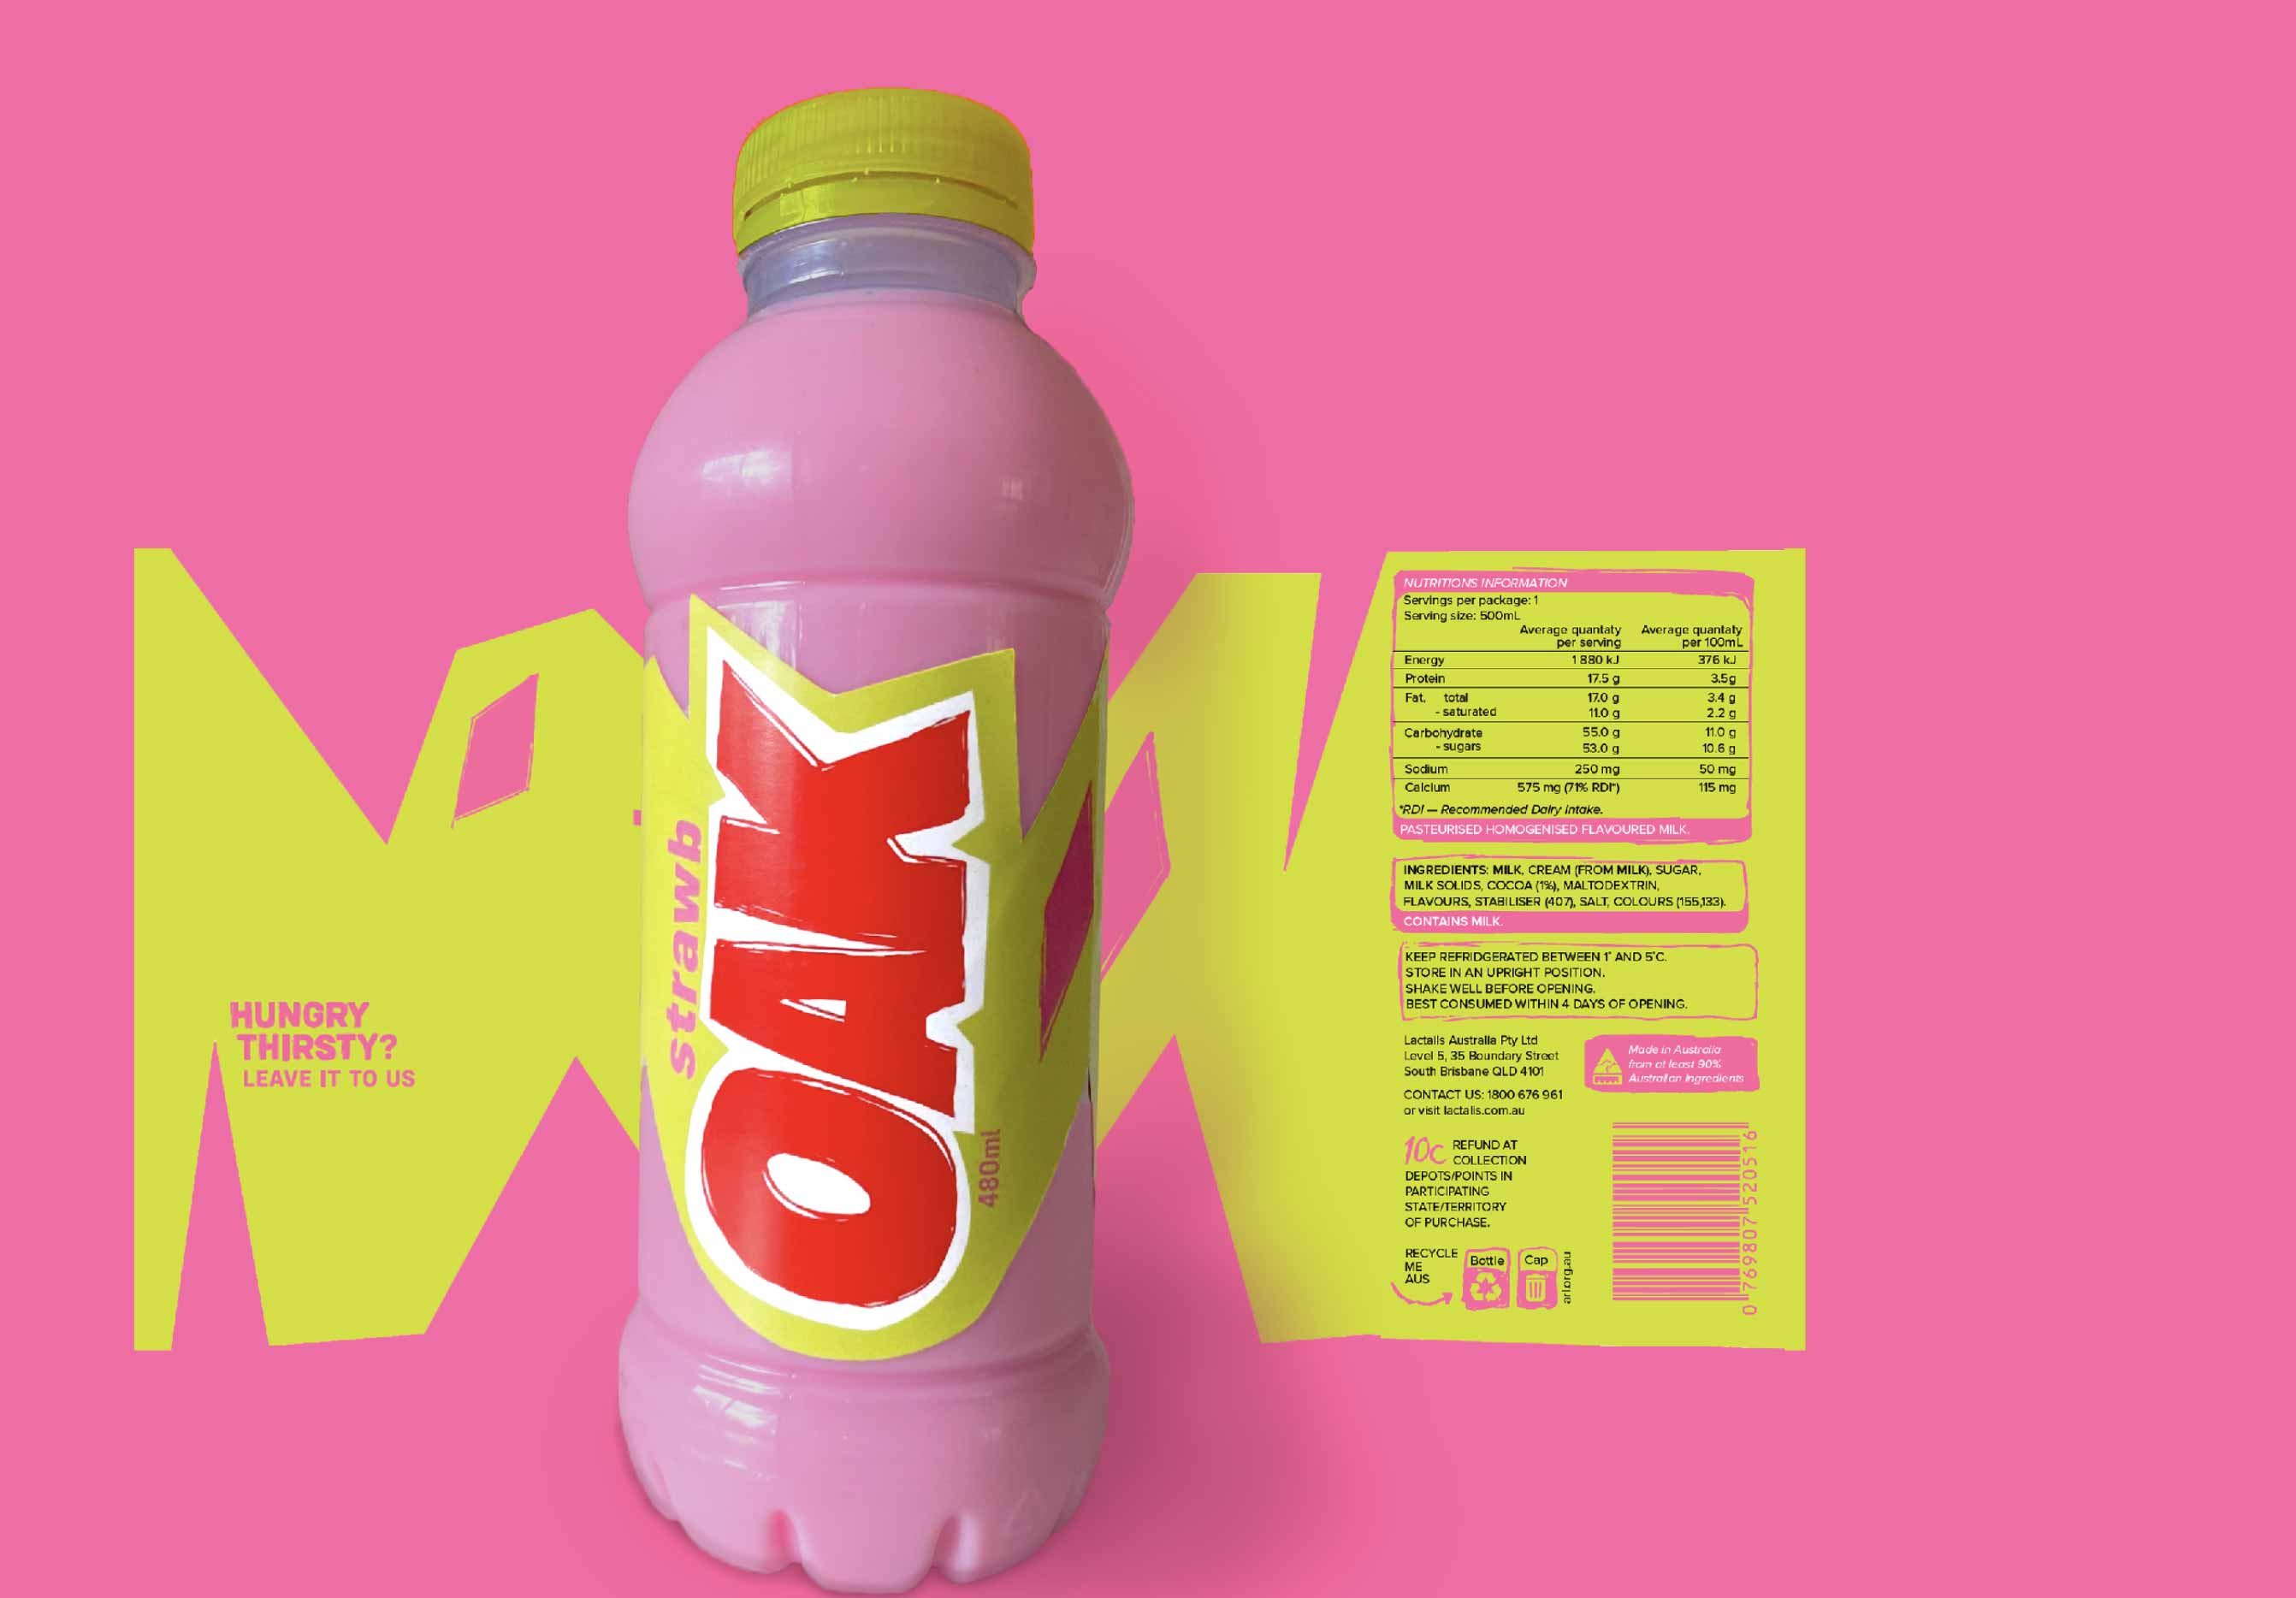 HUNGRY
THIRSTY?
LEAVE IT TO US
strawb
OAK
480ml
NUTRITIONS INFORMATION
Servings per package: 1
Serving size: 500mL
Average quantaty Average quantaty
per serving per 100mL
Energy 1 880 kJ 376 kJ
Protein 17.5 g 3.5g
Fat, total 17.0 g 3.4 g
- saturated 11.0 g 2.2 g
Carbohydrate 55.0 g 11.0 g
- sugars 53.0 g 10.6 g
Sodium 250 mg 50 mg
Calcium 575 mg (71% RDI*) 115 mg
*RDI — Recommended Dairy Intake.
PASTEURISED HOMOGENISED FLAVOURED MILK.
INGREDIENTS: MILK, CREAM (FROM MILK), SUGAR,
MILK SOLIDS, COCOA (1%), MALTODEXTRIN,
FLAVOURS, STABILISER (407), SALT, COLOURS (155,133).
CONTAINS MILK.
KEEP REFRIDGERATED BETWEEN 1° AND 5°C.
STORE IN AN UPRIGHT POSITION.
SHAKE WELL BEFORE OPENING.
BEST CONSUMED WITHIN 4 DAYS OF OPENING.
Lactalis Australia Pty Ltd
Level 5, 35 Boundary Street
South Brisbane QLD 4101
CONTACT US: 1800 676 961
or visit lactalis.com.au
Made in Australia
from at least 90%
Australian Ingredients
10c REFUND AT
COLLECTION
DEPOTS/POINTS IN
PARTICIPATING
STATE/TERRITORY
OF PURCHASE.
RECYCLE
ME
AUS
Bottle Cap
arl.org.au
0 769807 520516